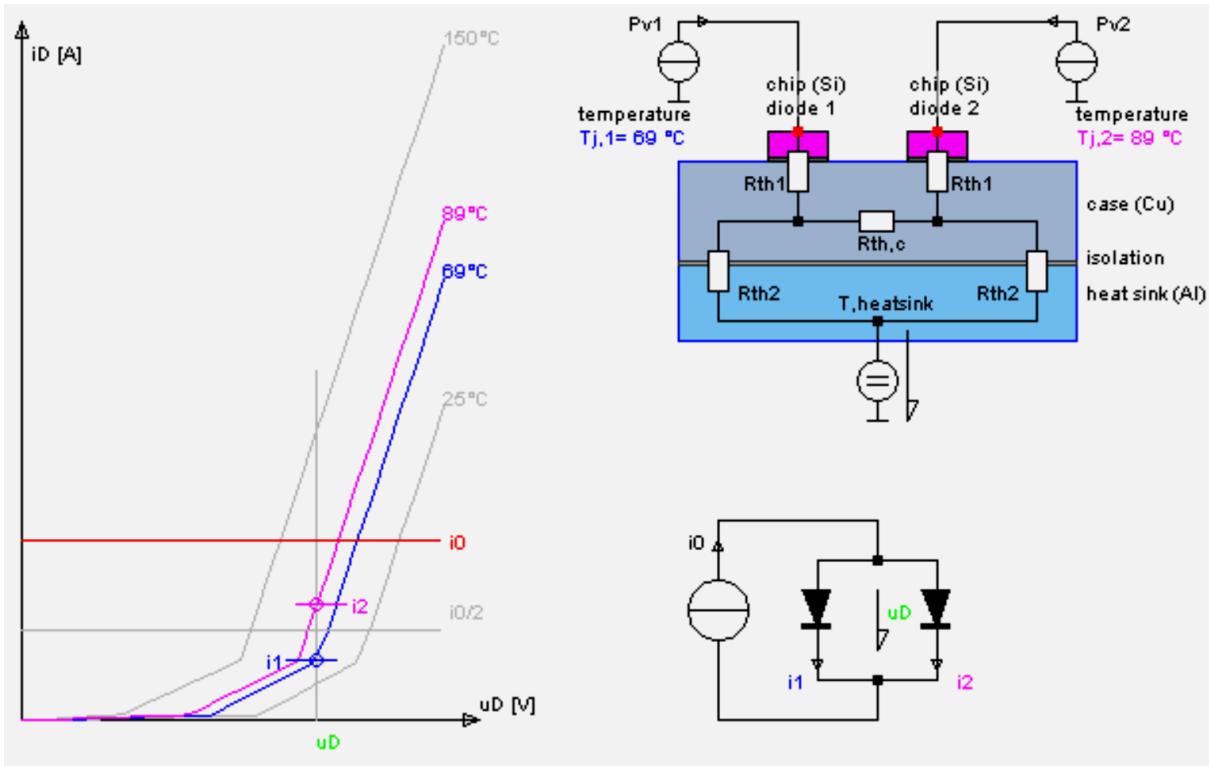 iD [A]
150°C
89°C
69°C
25°C
i0
i2
i0/2
i1
uD [V]
uD
Pv1
Pv2
chip (Si)
diode 1
chip (Si)
diode 2
temperature
Tj,1= 69 °C
temperature
Tj,2= 89 °C
Rth1
Rth1
case (Cu)
Rth,c
isolation
Rth2
Rth2
heat sink (Al)
T,heatsink
i0
uD
i1
i2